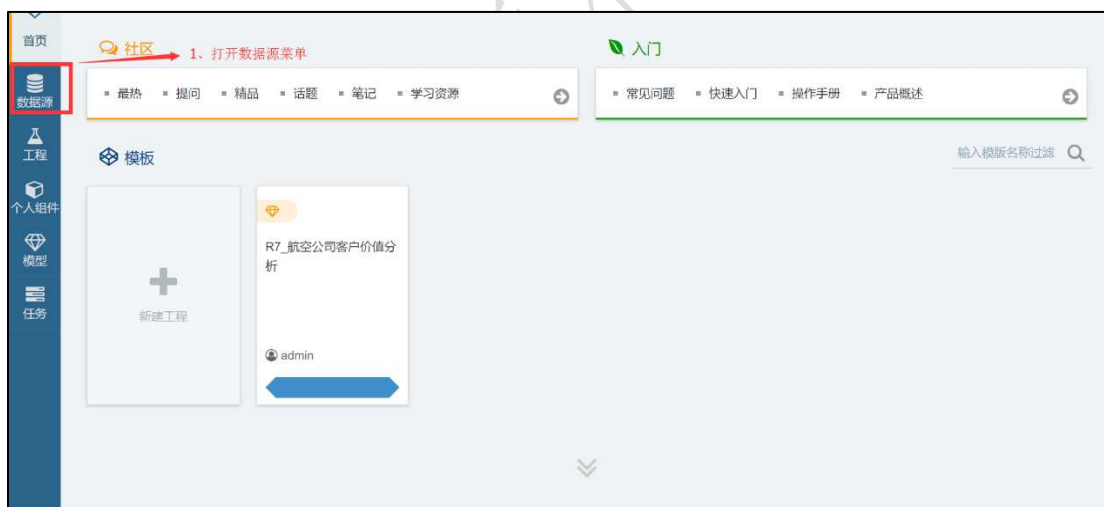 首页
数据源
工程
个人组件
模型
任务
社区
1、打开数据源菜单
最热 提问 精品 话题 笔记 学习资源
入门
常见问题 快速入门 操作手册 产品概述
模板
输入模版名称过滤
新建工程
R7_航空公司客户价值分
析
admin